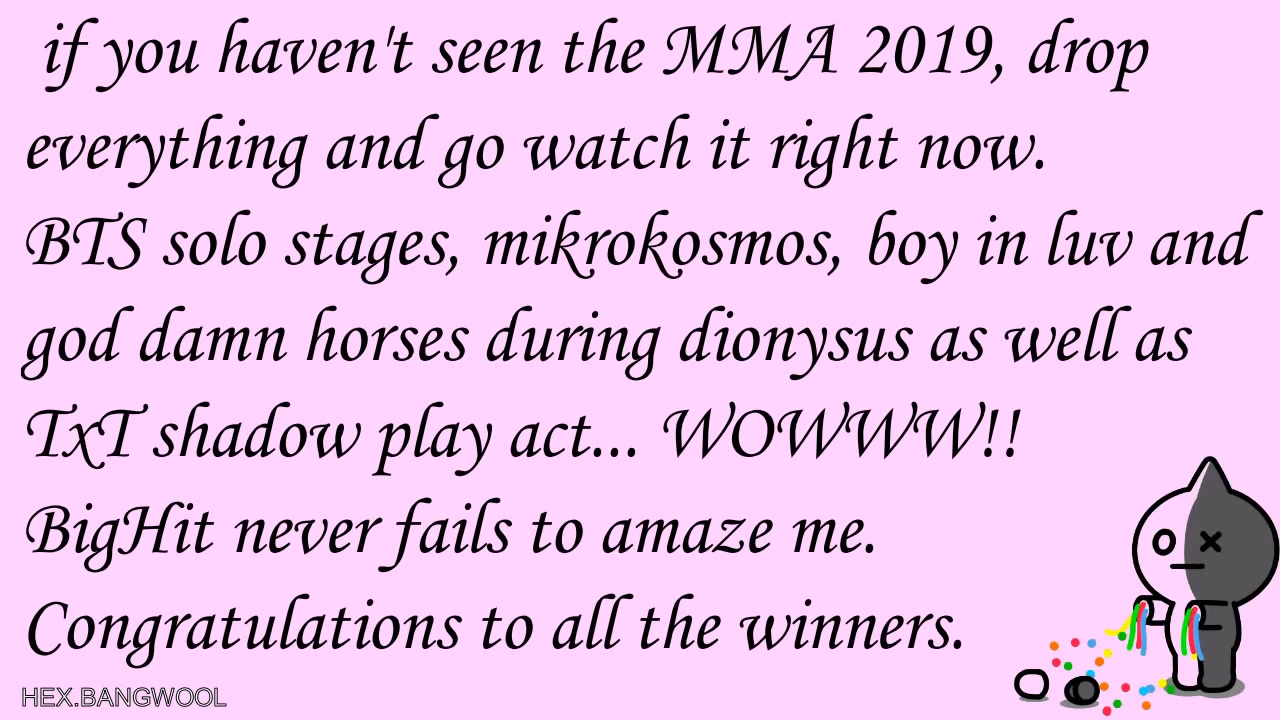 if you haven't seen the MMA 2019, drop
everything and go watch it right now.
BTS solo stages, mikrokosmos, boy in luv and
god damn horses during dionysus as well as
TxT shadow play act... WOWWW!!
BigHit never fails to amaze me.
Congratulations to all the winners.
HEX.BANGWOOL